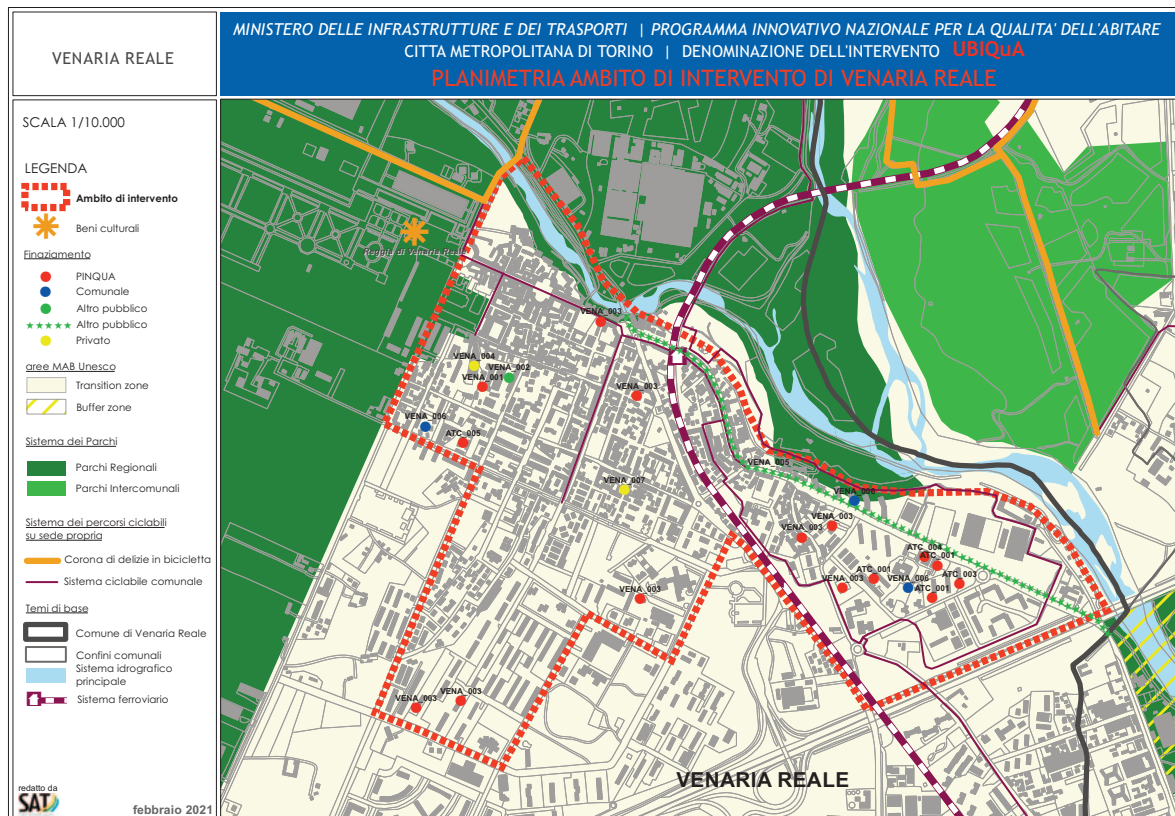 VENARIA REALE
MINISTERO DELLE INFRASTRUTTURE E DEI TRASPORTI | PROGRAMMA INNOVATIVO NAZIONALE PER LA QUALITA' DELL'ABITARE
CITTA METROPOLITANA DI TORINO | DENOMINAZIONE DELL'INTERVENTO UBIQuA
PLANIMETRIA AMBITO DI INTERVENTO DI VENARIA REALE
SCALA 1/10.000
LEGENDA
Ambito di intervento
Beni culturali
Finaziamento
PINQUA
Comunale
Altro pubblico
Altro pubblico
Privato
aree MAB Unesco
Transition zone
Buffer zone
Sistema dei Parchi
Parchi Regionali
Parchi Intercomunali
Sistema dei percorsi ciclabili
su sede propria
Corona di delizie in bicicletta
Sistema ciclabile comunale
Temi di base
Comune di Venaria Reale
Confini comunali
Sistema idrografico
principale
Sistema ferroviario
redatto da
SAT
febbraio 2021
Reggia di Venaria Reale
VENA_003
VENA_004
VENA_002
VENA_001
VENA_003
VENA_006
ATC_005
VENA_005
VENA_007
VENA_008
VENA_003
VENA_003
ATC_004
ATC_001
ATC_001
VENA_003
VENA_006
ATC_003
ATC_001
VENA_003
VENA_003
VENA_003
VENARIA REALE